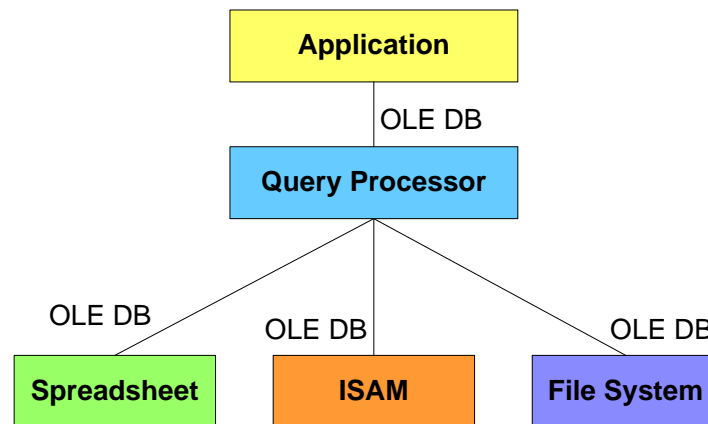 Application
OLE DB
Query Processor
OLE DB
OLE DB
OLE DB
Spreadsheet
ISAM
File System